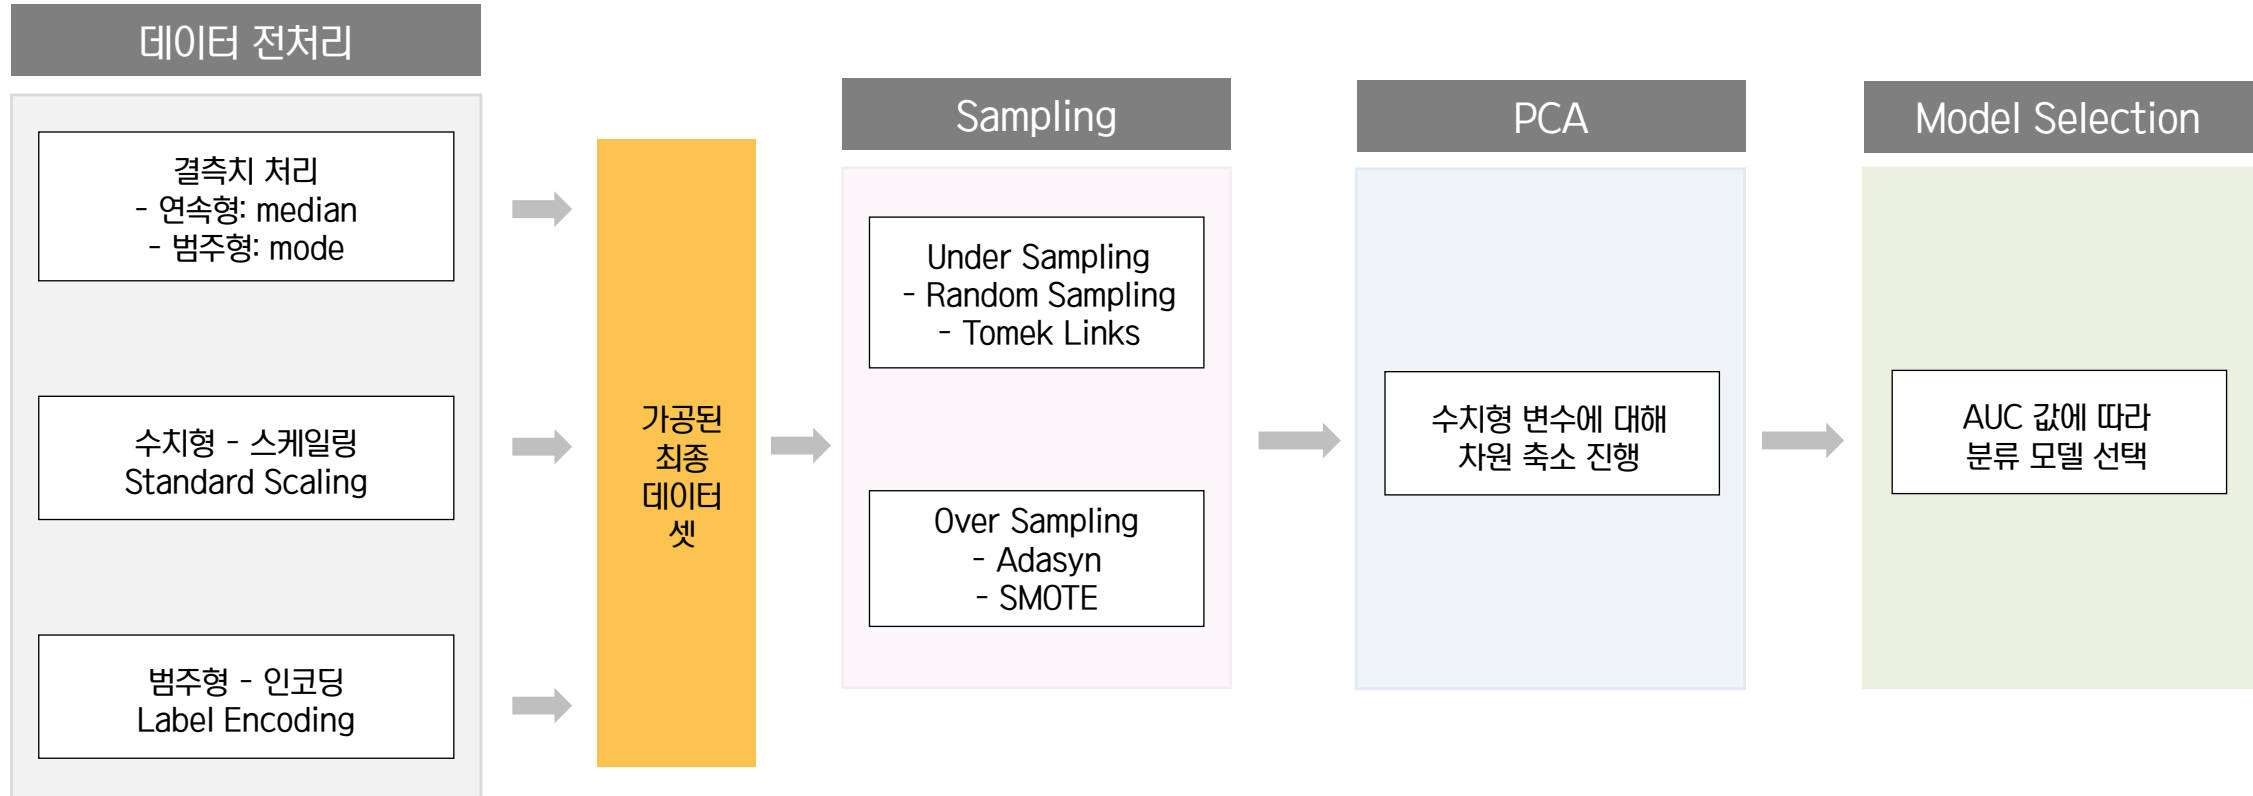 데이터 전처리
결측치 처리
- 연속형: median
- 범주형: mode
수치형 - 스케일링
Standard Scaling
범주형 - 인코딩
Label Encoding
가공된
최종
데이터
셋
Sampling
Under Sampling
- Random Sampling
- Tomek Links
Over Sampling
- Adasyn
- SMOTE
PCA
수치형 변수에 대해
차원 축소 진행
Model Selection
AUC 값에 따라
분류 모델 선택